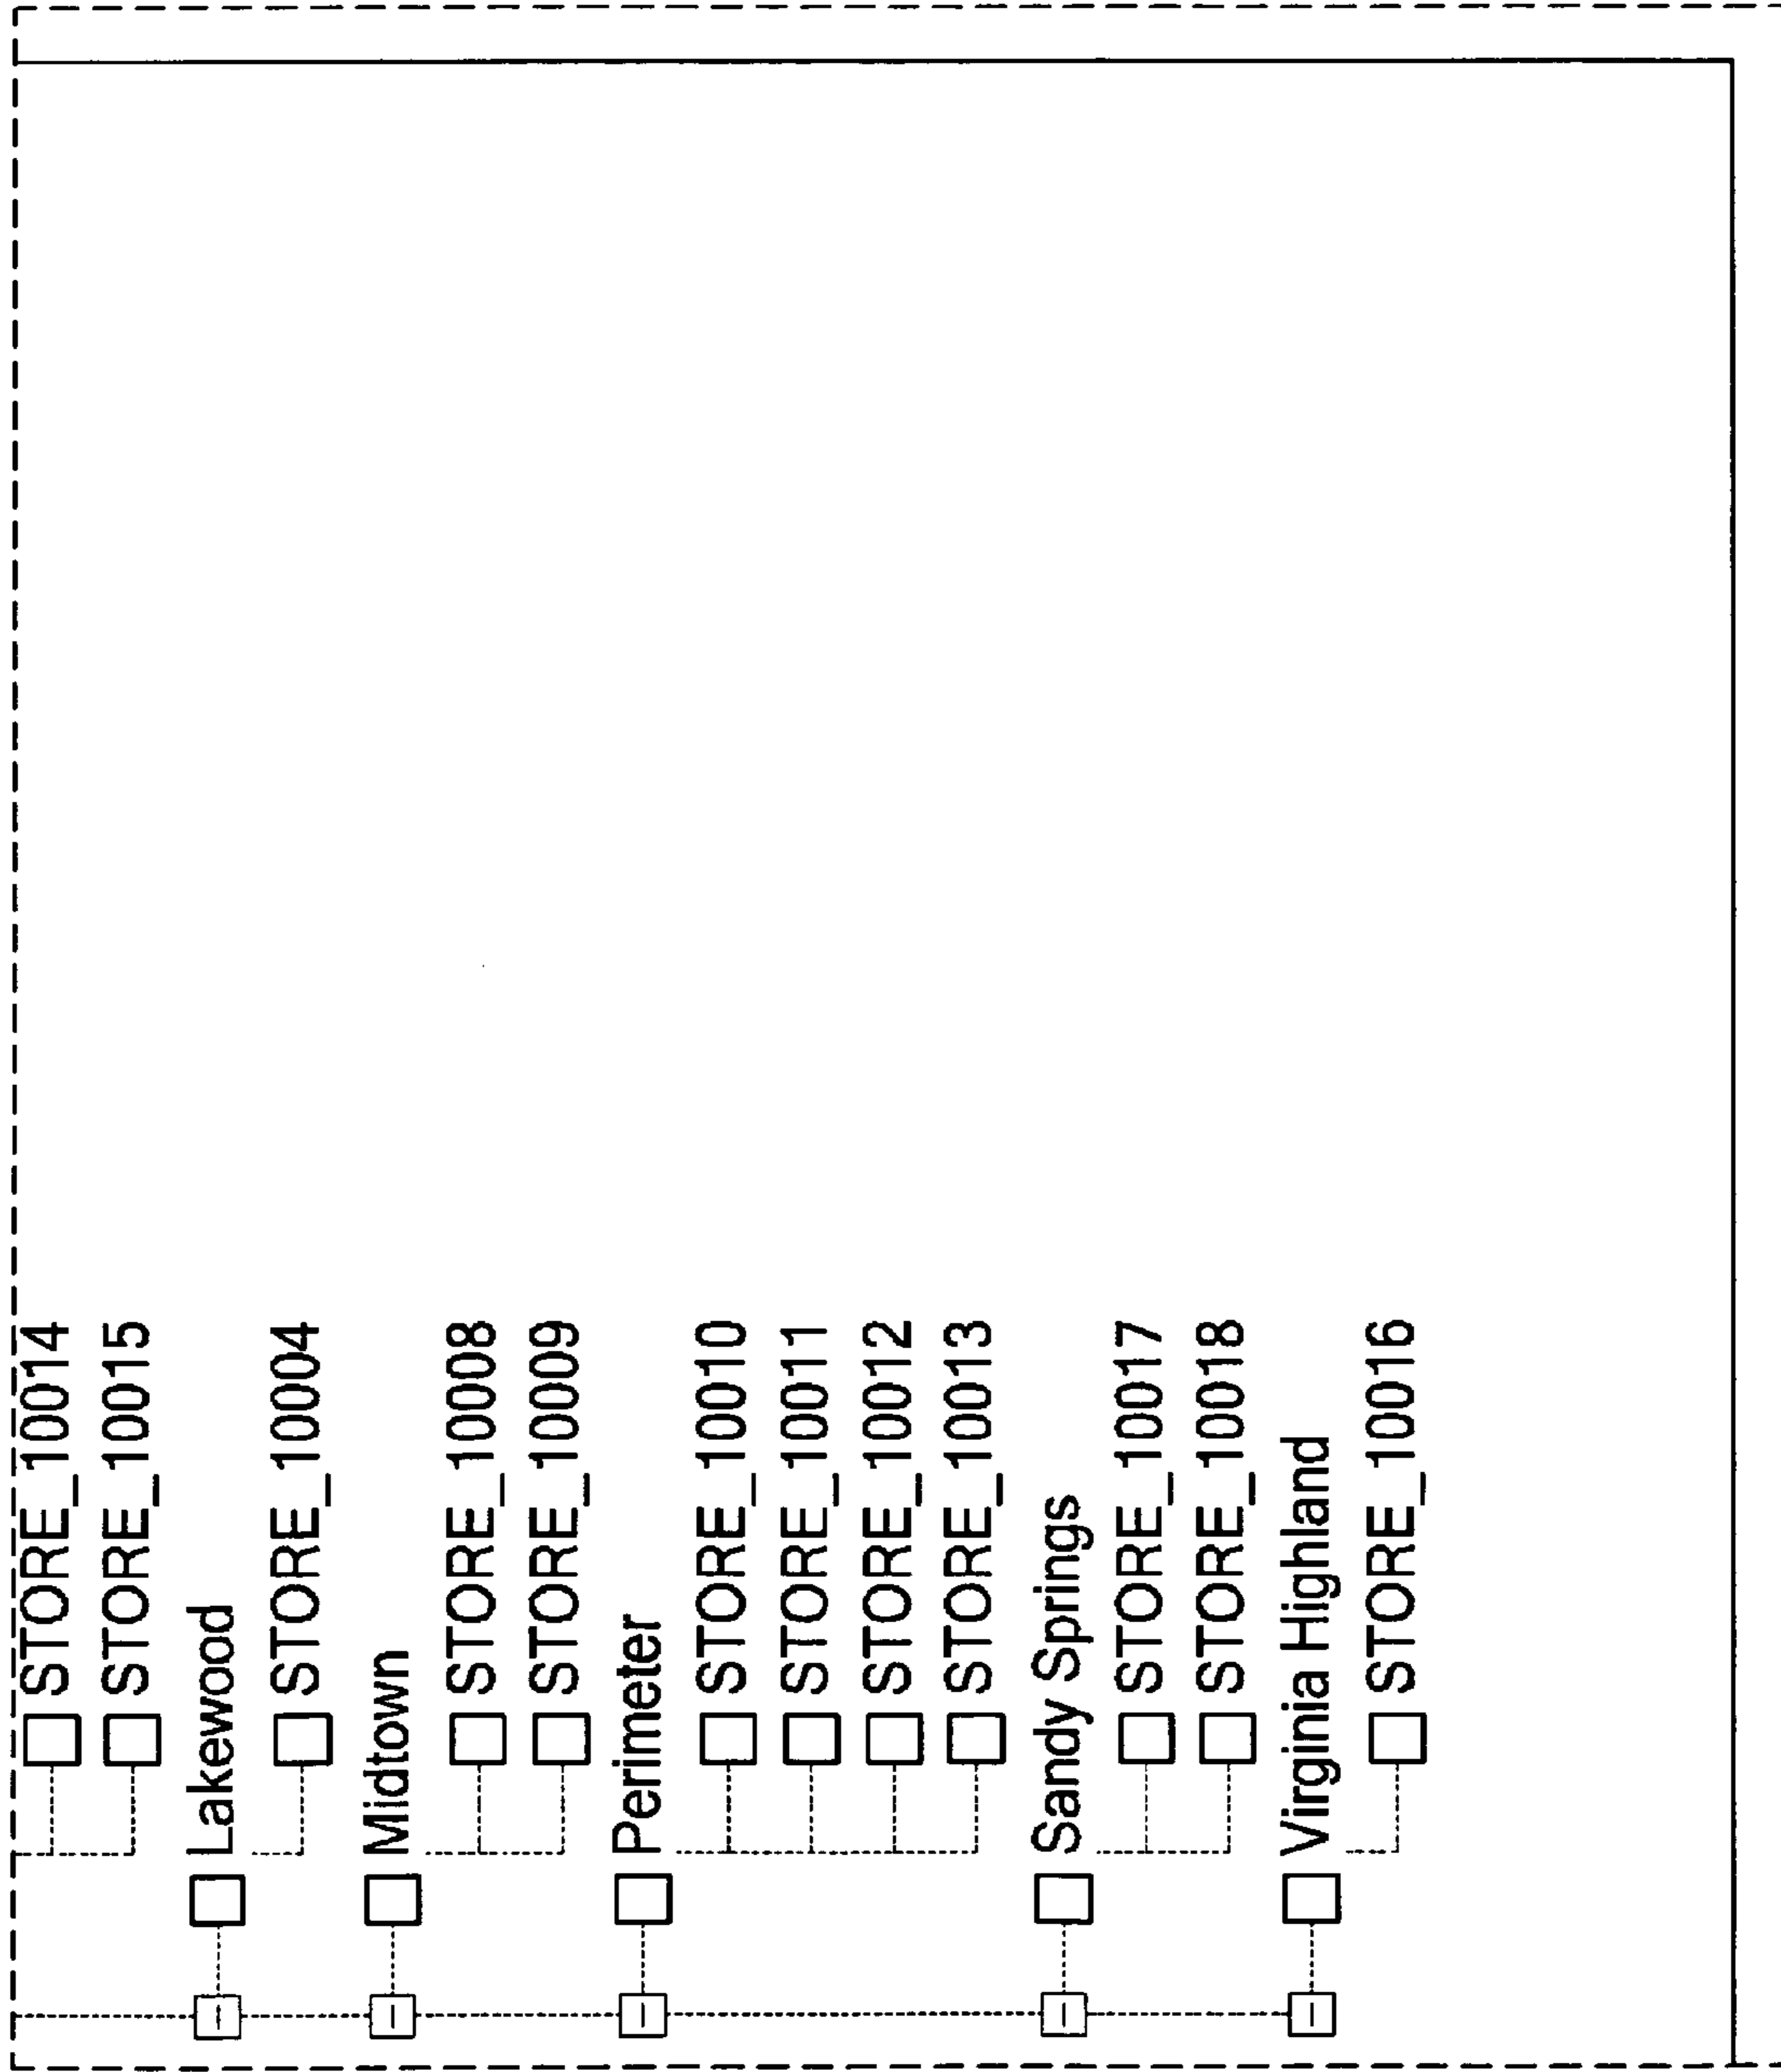 STORE_10014
STORE_10015
Lakewood
STORE_10004
Midtown
STORE_10008
STORE_10009
Perimeter
STORE_10010
STORE_10011
STORE_10012
STORE_10013
Sandy Springs
STORE_10017
STORE_10018
Virginia Highland
STORE_10016